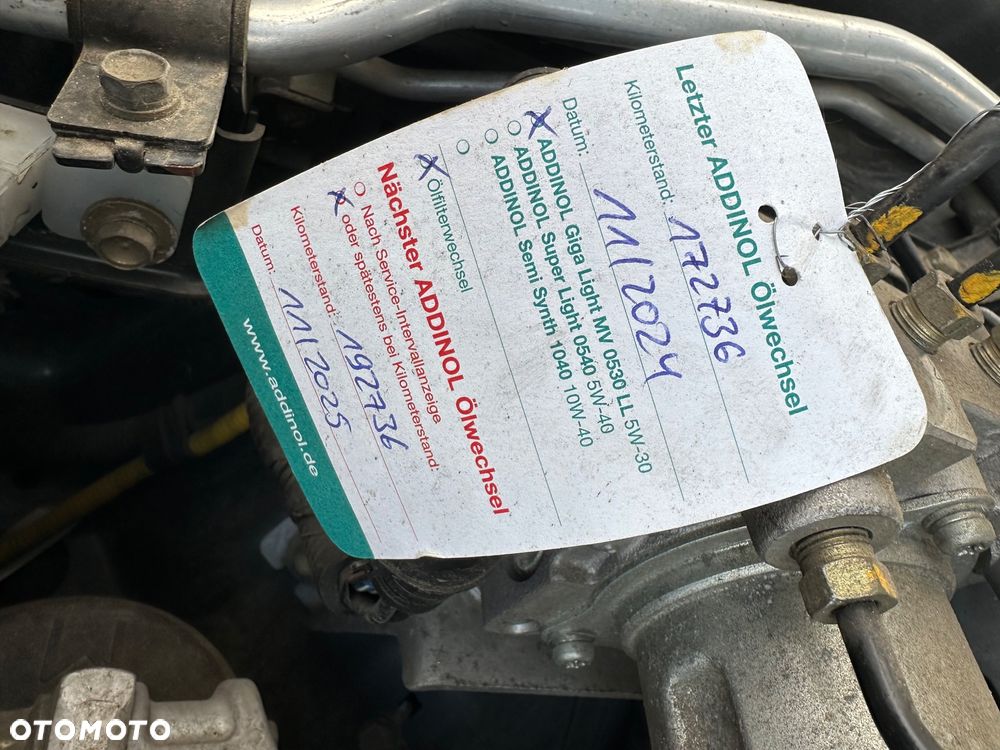 Letzter ADDINOL Ölwechsel
Kilometerstand: 172736
Datum: 11/2024
X ADDINOL Giga Light MV 0530 LL 5W-30
ADDINOL Super Light 0540 5W-40
ADDINOL Semi Synth 1040 10W-40
X Ölfilterwechsel
Nächster ADDINOL Ölwechsel
Nach Service-Intervallanzeige
X oder spätestens bei Kilometerstand:
Kilometerstand: 192736
Datum: 11/2025
www.addinol.de
OTOMOTO